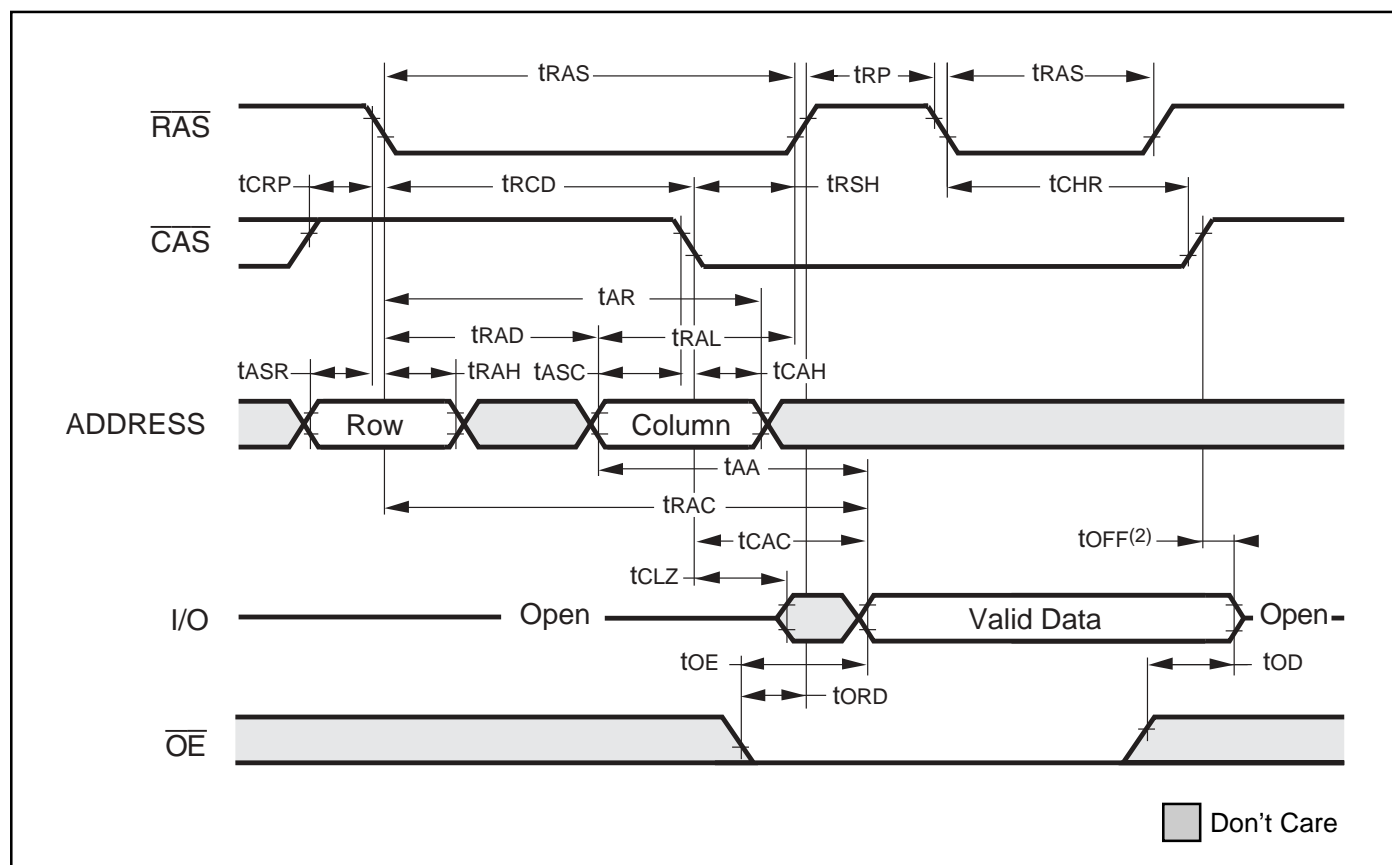 tRAS tRP tRAS
RAS
tCRP tRCD tRSH tCHR
CAS
tAR
tRAD tRAL
tASR tRAH tASC tCAH
ADDRESS Row Column
tAA
tRAC
tCAC tOFF(2)
tCLZ
I/O Open Valid Data Open
tOE tOD
tORD
OE
Don't Care